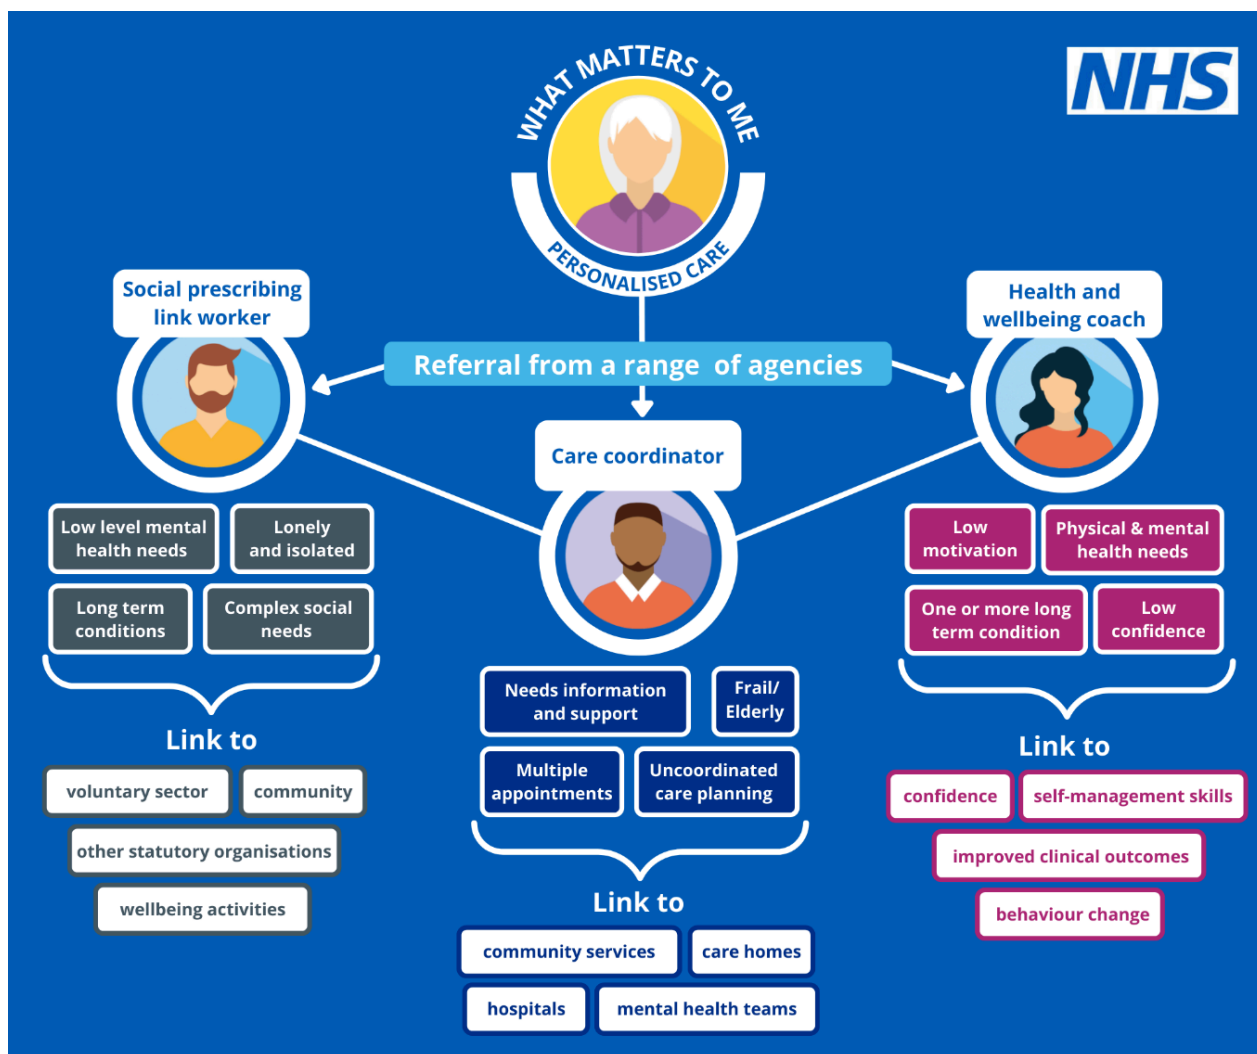 WHAT MATTERS TO ME
NHS
PERSONALISED CARE
Social prescribing
link worker
Health and
wellbeing coach
Referral from a range of agencies
Care coordinator
Low level mental
health needs
Lonely
and isolated
Long term
conditions
Complex social
needs
Link to
voluntary sector
community
other statutory organisations
wellbeing activities
Needs information
and support
Frail/
Elderly
Multiple
appointments
Uncoordinated
care planning
Link to
community services
care homes
hospitals
mental health teams
Low
motivation
Physical & mental
health needs
One or more long
term condition
Low
confidence
Link to
confidence
self-management skills
improved clinical outcomes
behaviour change